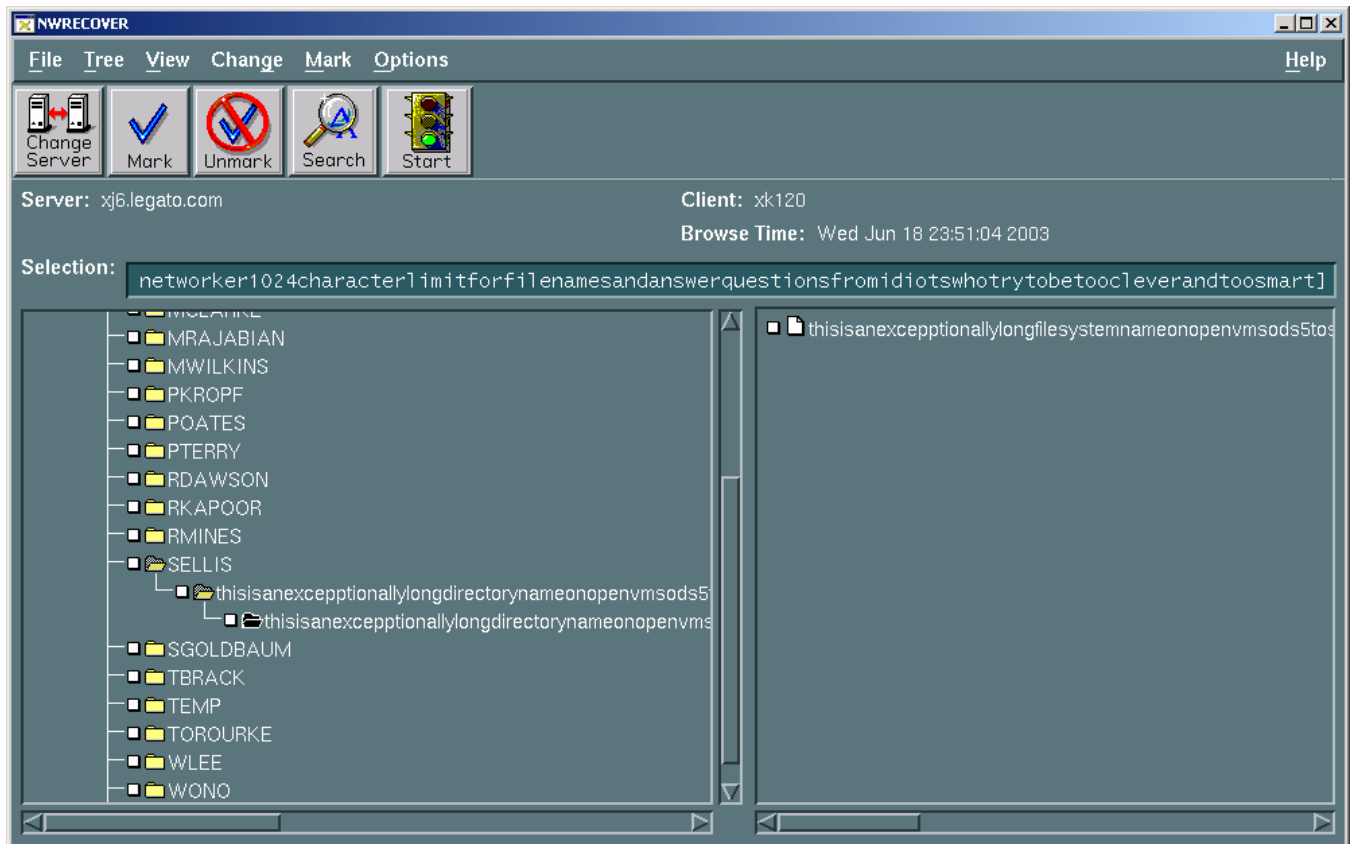 NWRECOVER
File Tree View Change Mark Options Help
Change Server
Mark
Unmark
Search
Start
Server: xj6.legato.com
Client: xk120
Browse Time: Wed Jun 18 23:51:04 2003
Selection: networker1024characterlimitforfilenamesandanswerquestionsfromidiotswhotrytobetoocleverandtoosmart]
MRAJABIAN
MWILKINS
PKROPF
POATES
PTERRY
RDAWSON
RKAPOOR
RMINES
SELLIS
thisisanexcepptionallylongdirectorynameonopenvmsods5
thisisanexcepptionallylongdirectorynameonopenvms
SGOLDBAUM
TBRACK
TEMP
TOROURKE
WLEE
WONO
thisisanexcepptionallylongfilesystemnameonopenvmsods5tos